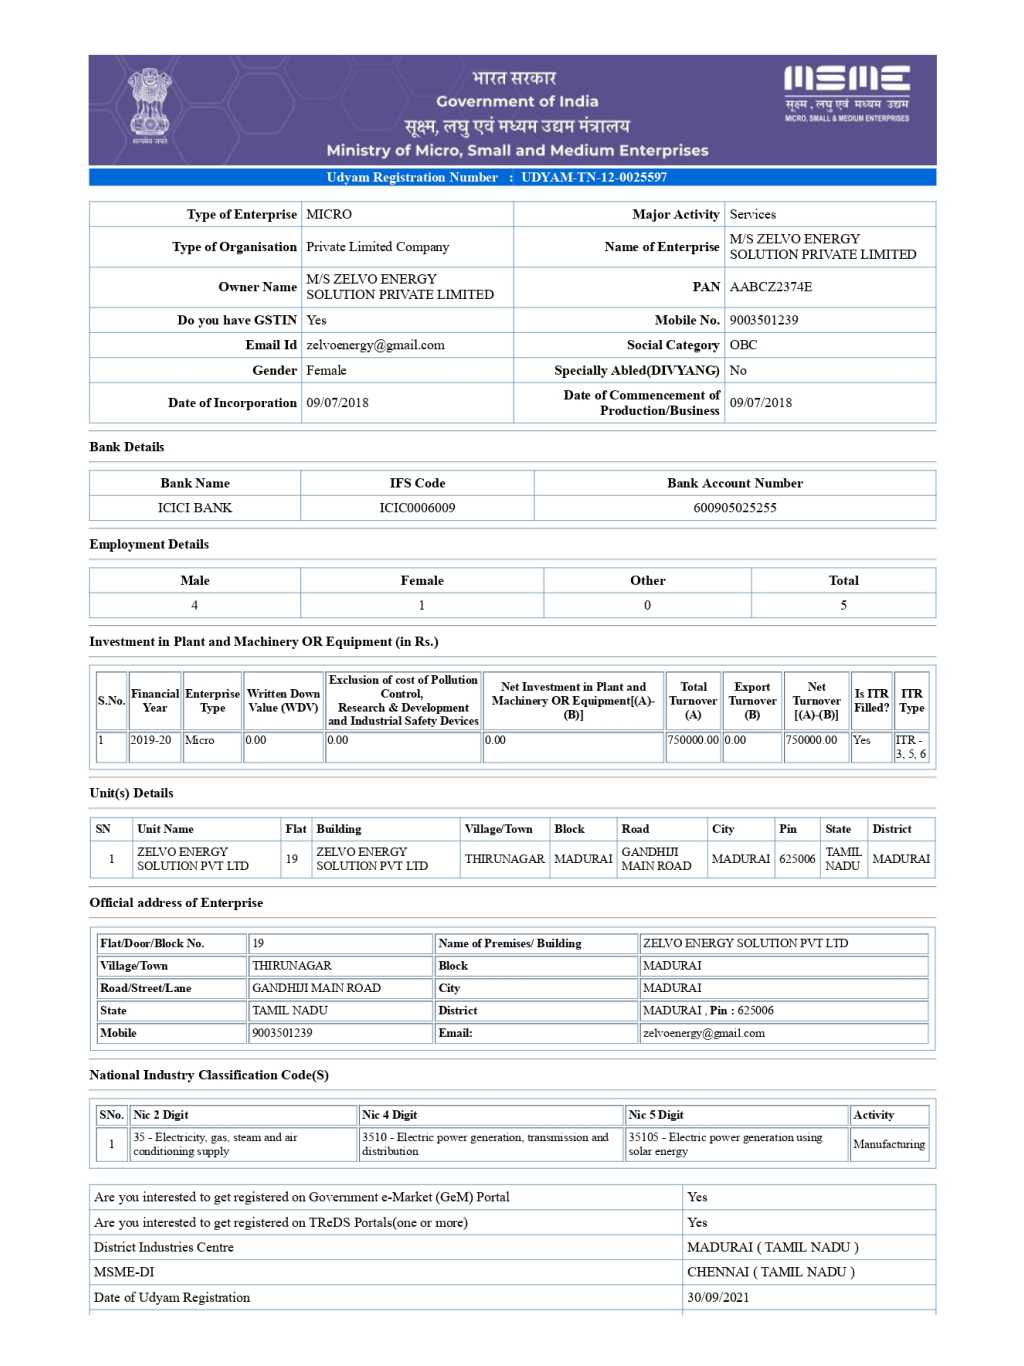 भारत सरकार
Government of India
सूक्ष्म, लघु एवं मध्यम उद्यम मंत्रालय
Ministry of Micro, Small and Medium Enterprises
सत्यमेव जयते
MSME
सूक्ष्म, लघु एवं मध्यम उद्यम
MICRO, SMALL & MEDIUM ENTERPRISES
Udyam Registration Number : UDYAM-TN-12-0025597
Type of Enterprise MICRO Major Activity Services
Type of Organisation Private Limited Company Name of Enterprise M/S ZELVO ENERGY
SOLUTION PRIVATE LIMITED
Owner Name M/S ZELVO ENERGY
SOLUTION PRIVATE LIMITED PAN AABCZ2374E
Do you have GSTIN Yes Mobile No. 9003501239
Email Id zelvoenergy@gmail.com Social Category OBC
Gender Female Specially Abled(DIVYANG) No
Date of Incorporation 09/07/2018 Date of Commencement of
Production/Business 09/07/2018
Bank Details
Bank Name IFS Code Bank Account Number
ICICI BANK ICIC0006009 600905025255
Employment Details
Male Female Other Total
4 1 0 5
Investment in Plant and Machinery OR Equipment (in Rs.)
S.No. Financial
Year Enterprise
Type Written Down
Value (WDV) Exclusion of cost of Pollution
Control,
Research & Development
and Industrial Safety Devices Net Investment in Plant and
Machinery OR Equipment[(A)-
(B)] Total
Turnover
(A) Export
Turnover
(B) Net
Turnover
[(A)-(B)] Is ITR
Filled? ITR
Type
1 2019-20 Micro 0.00 0.00 0.00 750000.00 0.00 750000.00 Yes ITR -
3, 5, 6
Unit(s) Details
SN Unit Name Flat Building Village/Town Block Road City Pin State District
1 ZELVO ENERGY
SOLUTION PVT LTD 19 ZELVO ENERGY
SOLUTION PVT LTD THIRUNAGAR MADURAI GANDHIJI
MAIN ROAD MADURAI 625006 TAMIL
NADU MADURAI
Official address of Enterprise
Flat/Door/Block No. 19 Name of Premises/ Building ZELVO ENERGY SOLUTION PVT LTD
Village/Town THIRUNAGAR Block MADURAI
Road/Street/Lane GANDHIJI MAIN ROAD City MADURAI
State TAMIL NADU District MADURAI , Pin : 625006
Mobile 9003501239 Email: zelvoenergy@gmail.com
National Industry Classification Code(S)
SNo. Nic 2 Digit Nic 4 Digit Nic 5 Digit Activity
1 35 - Electricity, gas, steam and air
conditioning supply 3510 - Electric power generation, transmission and
distribution 35105 - Electric power generation using
solar energy Manufacturing
Are you interested to get registered on Government e-Market (GeM) Portal Yes
Are you interested to get registered on TReDS Portals(one or more) Yes
District Industries Centre MADURAI ( TAMIL NADU )
MSME-DI CHENNAI ( TAMIL NADU )
Date of Udyam Registration 30/09/2021